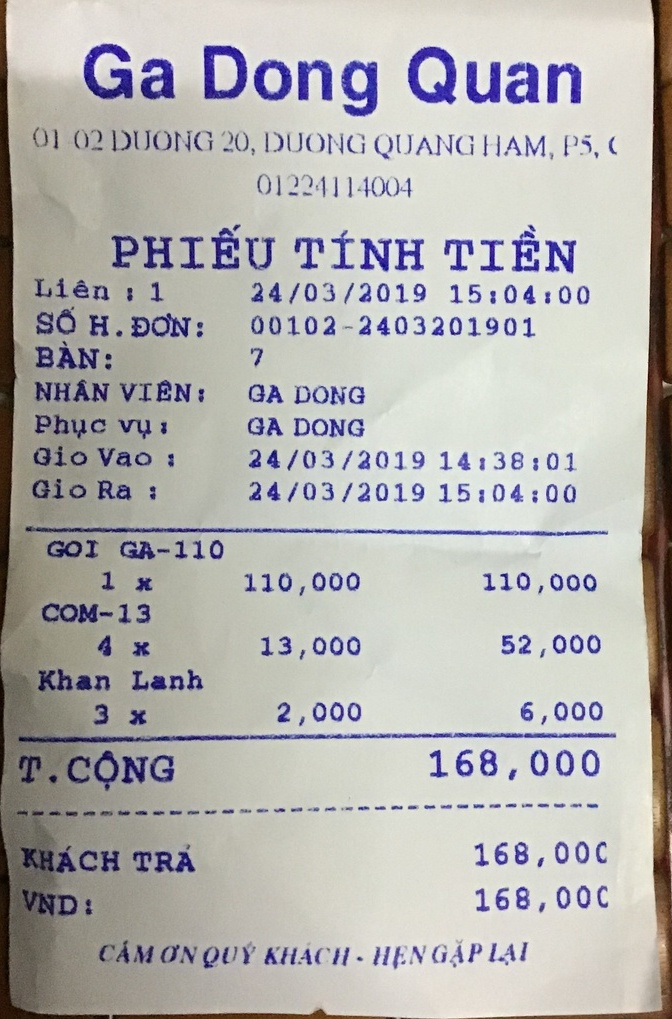 Ga Dong Quan
01 02 DUONG 20, DUONG QUANG HAM, P5,
01224114004
PHIẾU TÍNH TIỀN
Liên : 1 24/03/2019 15:04:00
SỐ H.ĐƠN: 00102-2403201901
BÀN: 7
NHÂN VIÊN: GA DONG
Phục vụ: GA DONG
Gio Vao : 24/03/2019 14:38:01
Gio Ra : 24/03/2019 15:04:00
GOI GA-110
1 x 110,000 110,000
COM-13
4 x 13,000 52,000
Khan Lanh
3 x 2,000 6,000
T.CỘNG 168,000
KHÁCH TRẢ 168,000
VND: 168,000
CÁM ƠN QUÝ KHÁCH - HẸN GẶP LẠI